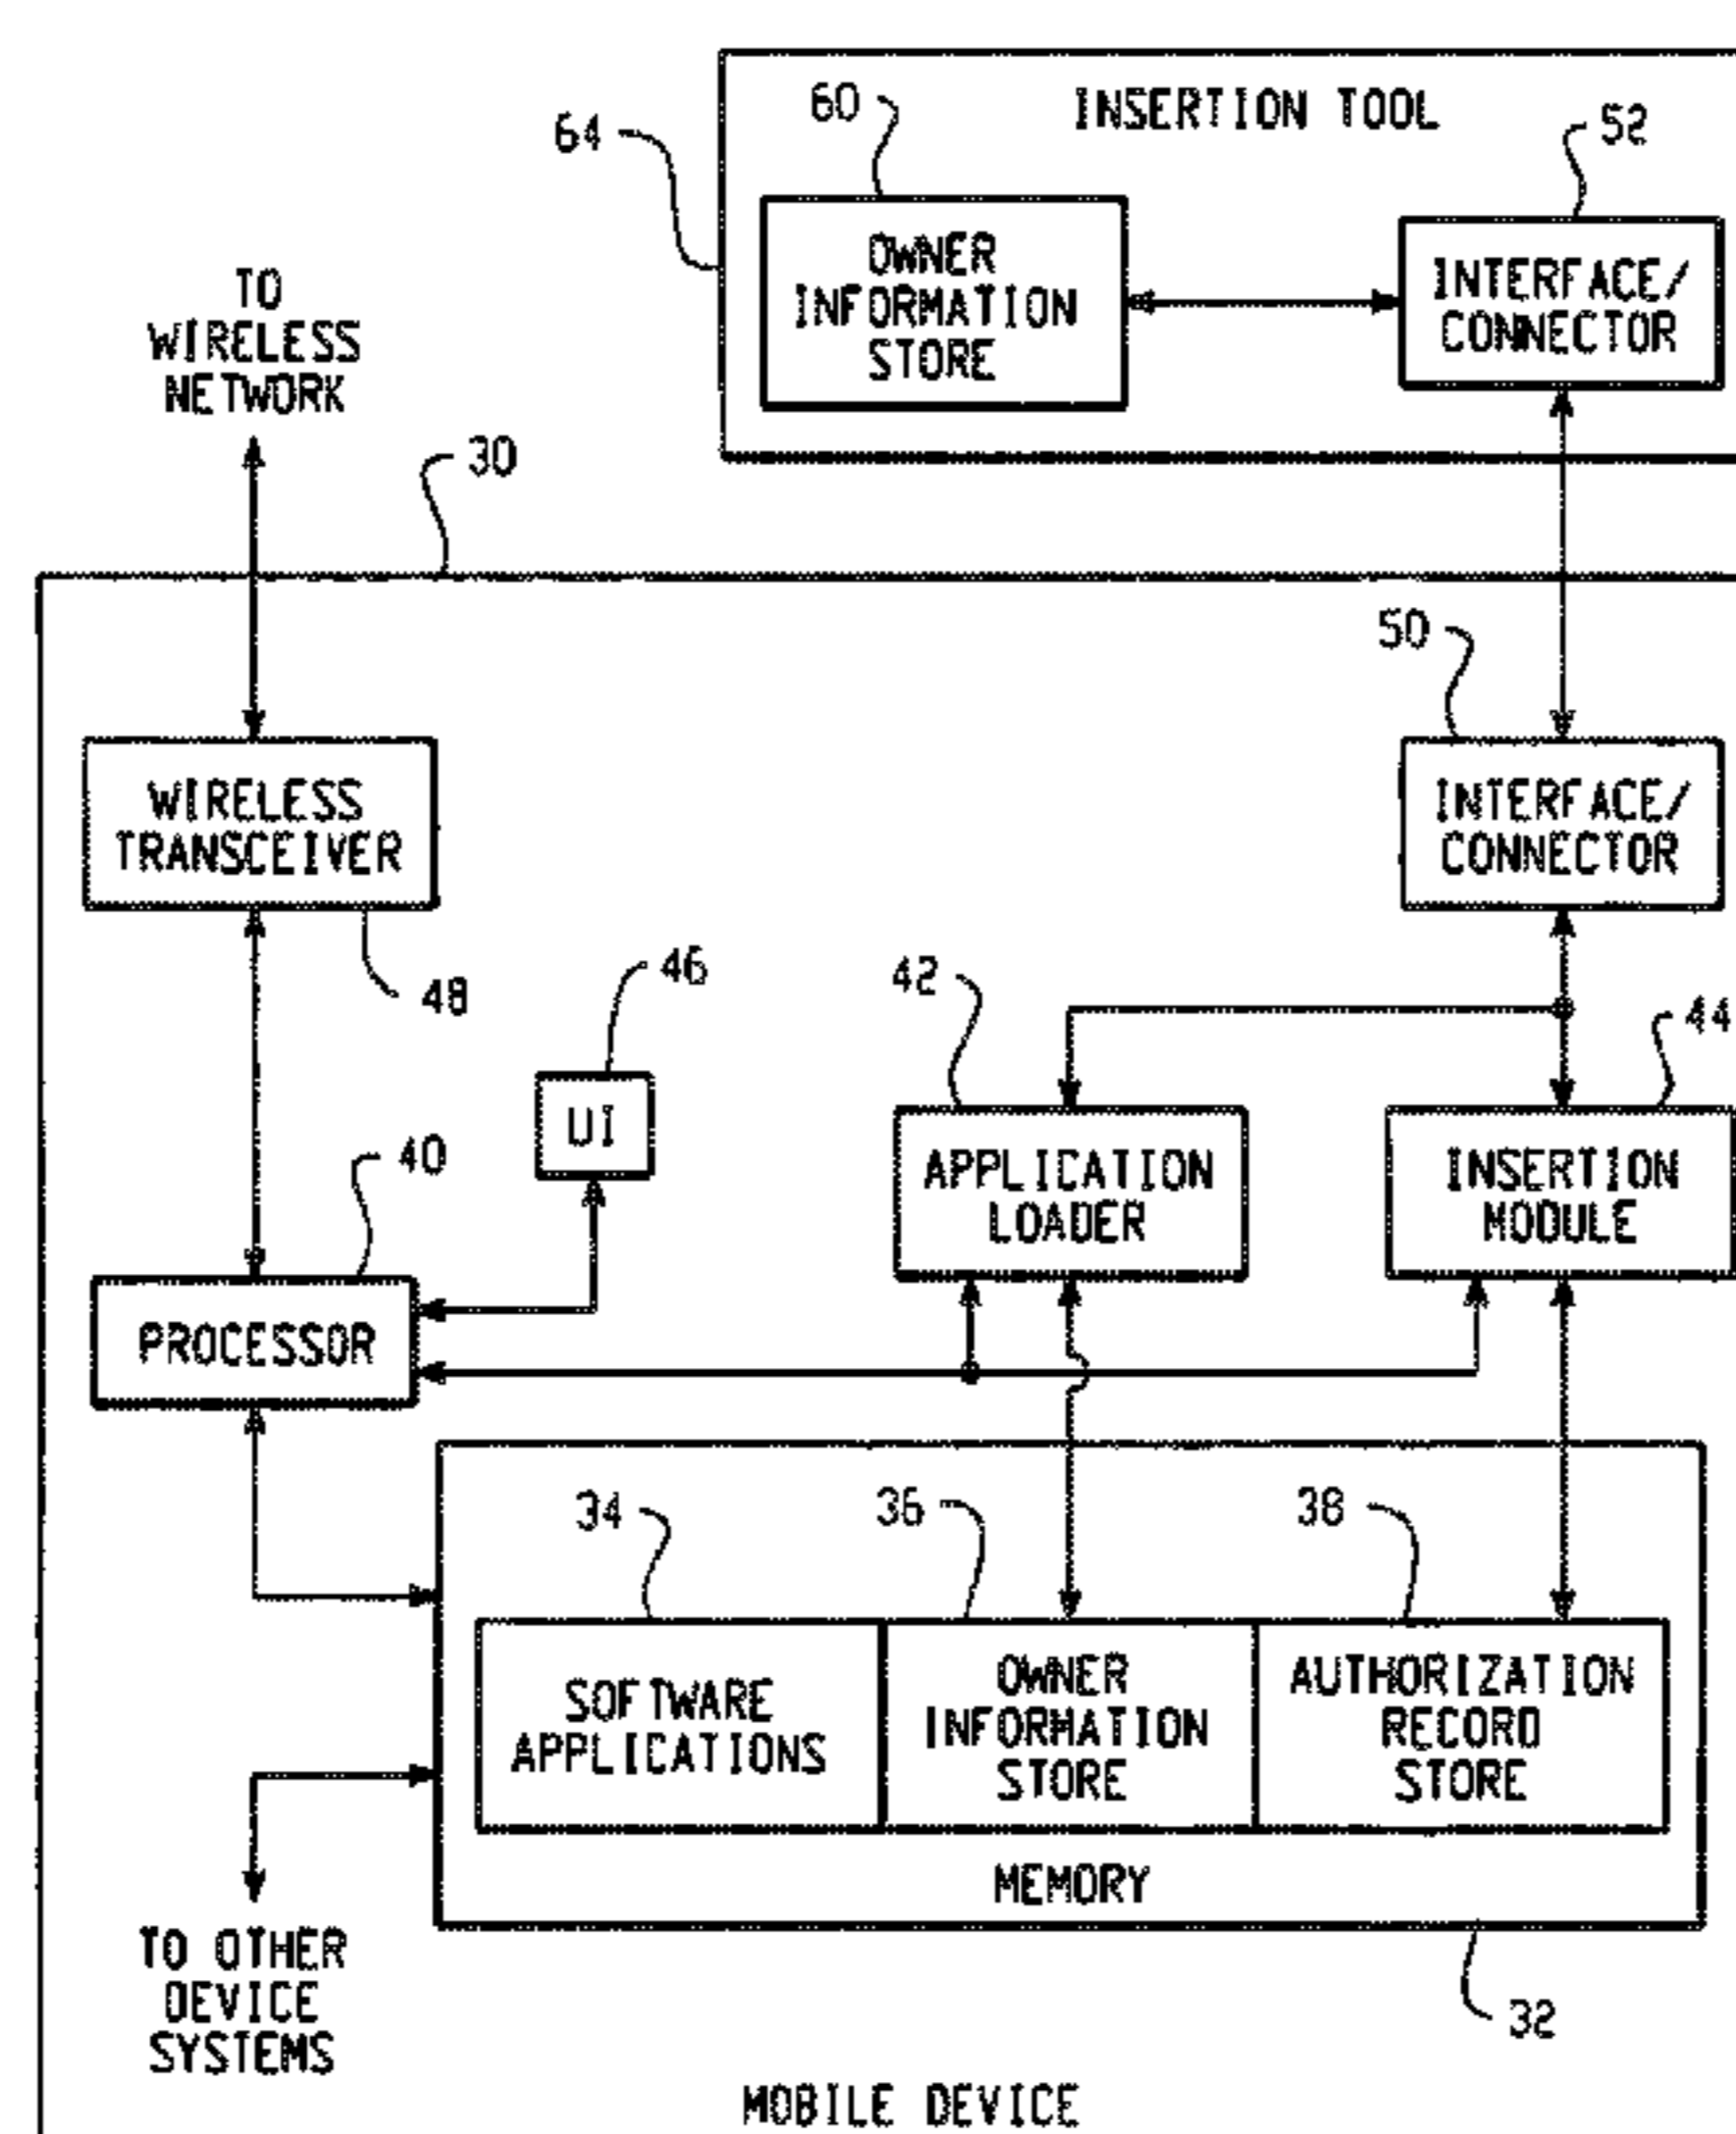 INSERTION TOOL
60
64
52
OWNER
INFORMATION
STORE
INTERFACE/
CONNECTOR
TO
WIRELESS
NETWORK
30
50
WIRELESS
TRANSCEIVER
INTERFACE/
CONNECTOR
48
46
42
44
UI
40
APPLICATION
LOADER
INSERTION
MODULE
PROCESSOR
34
36
38
SOFTWARE
APPLICATIONS
OWNER
INFORMATION
STORE
AUTHORIZATION
RECORD
STORE
MEMORY
TO OTHER
DEVICE
SYSTEMS
32
MOBILE DEVICE